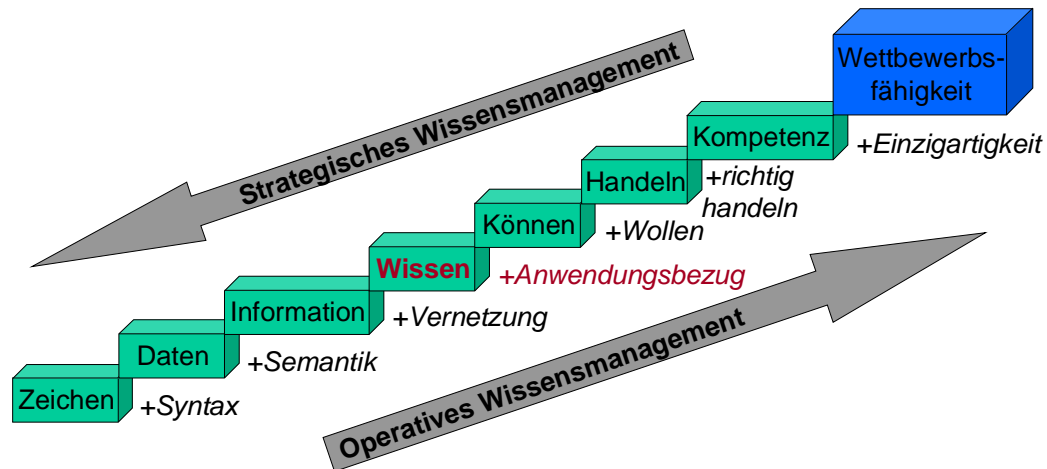 Wettbewerbs-
fähigkeit
Strategisches Wissensmanagement
Kompetenz
+Einzigartigkeit
Handeln
+richtig
handeln
Können
+Wollen
Wissen
+Anwendungsbezug
Information
+Vernetzung
Daten
+Semantik
Zeichen
+Syntax
Operatives Wissensmanagement